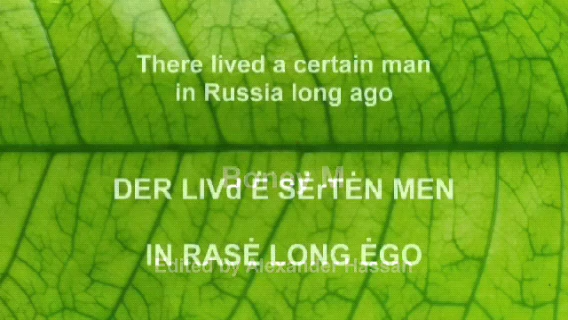 There lived a certain man
in Russia long ago
Boney M.
DER LIVd Ė SĖrTĖN MEN
IN RASĖ LONG ĖGO
Edited by Alexander Hassan